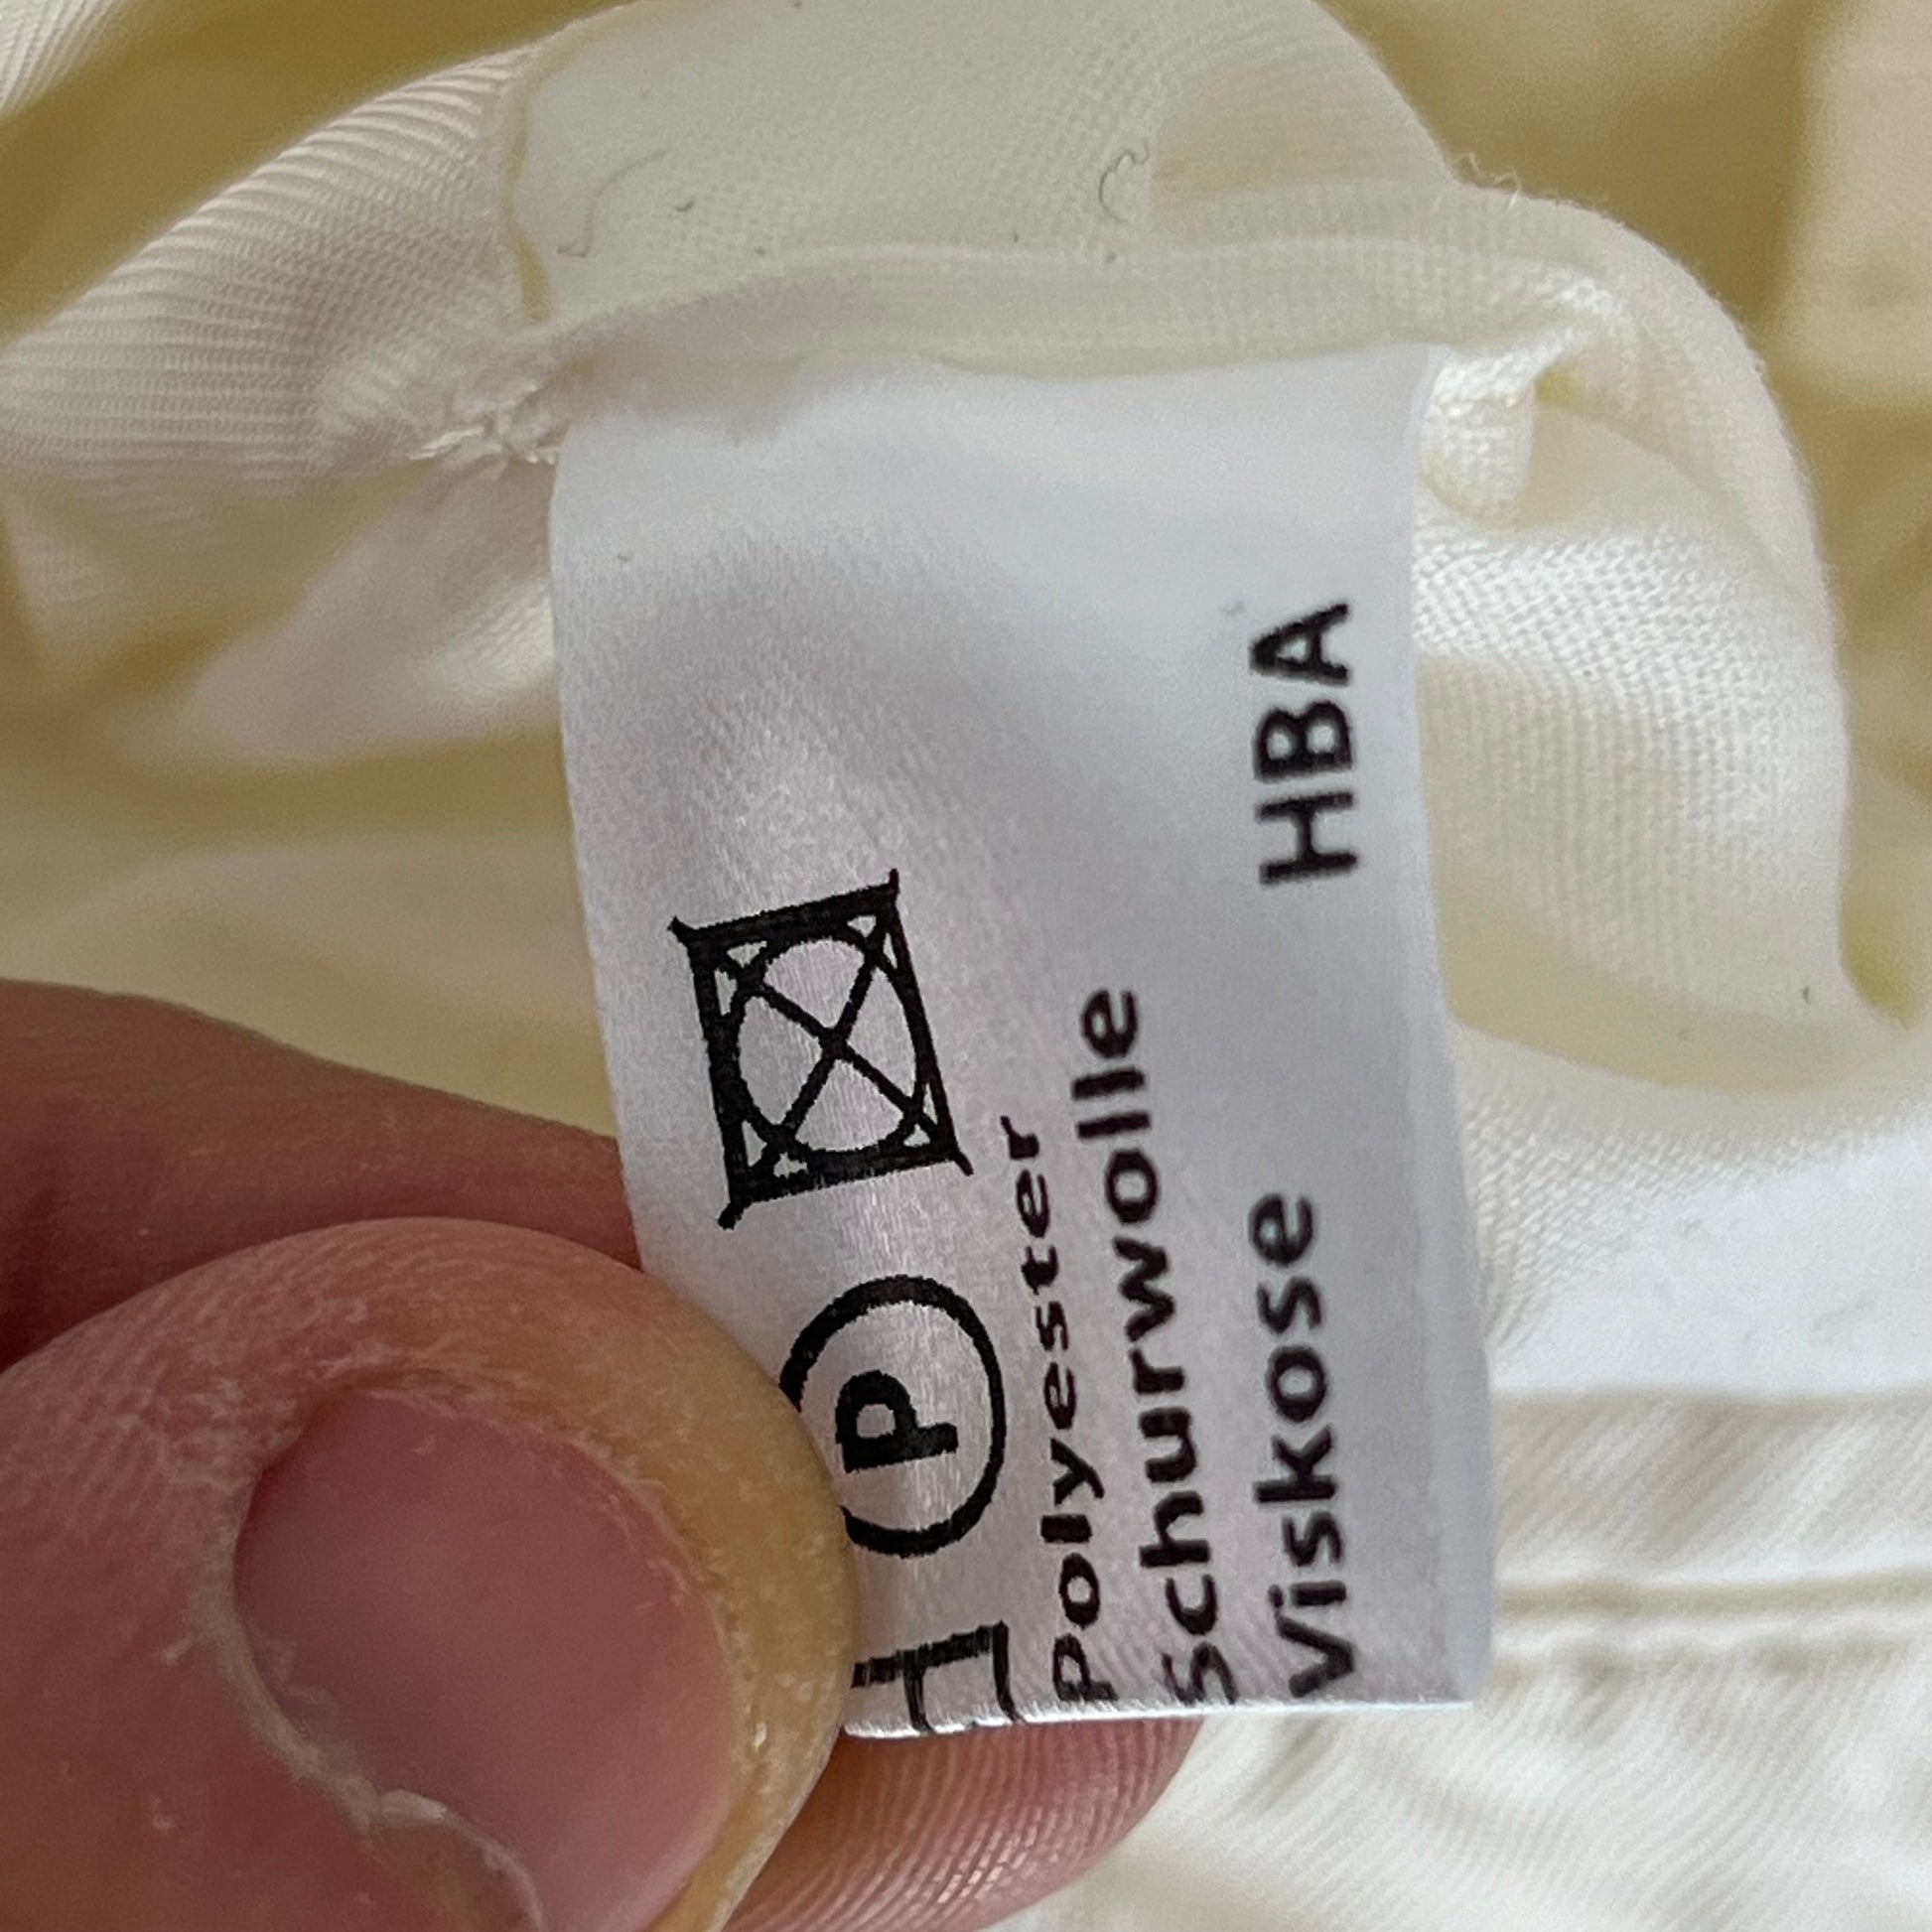 P
Polyester
Schurwolle
Viskose HBA